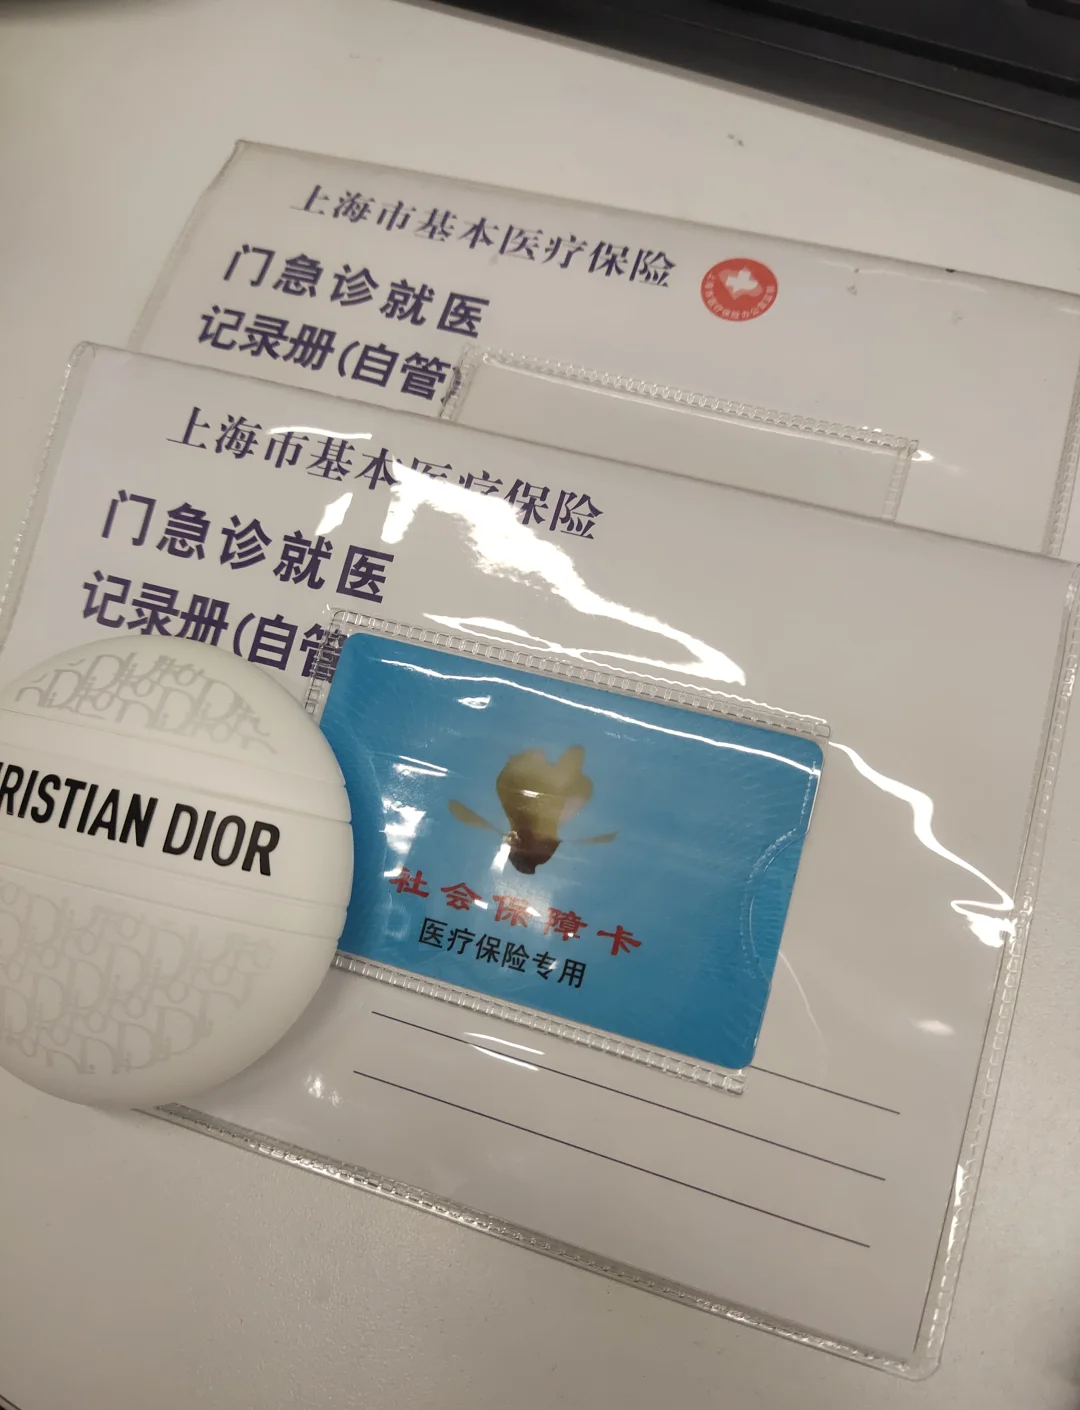 上海市基本医疗保险
门急诊就医
记录册(自管
上海市基本医疗保险
门急诊就医
记录册(自管
RISTIAN DIOR
社会保障卡
医疗保险专用